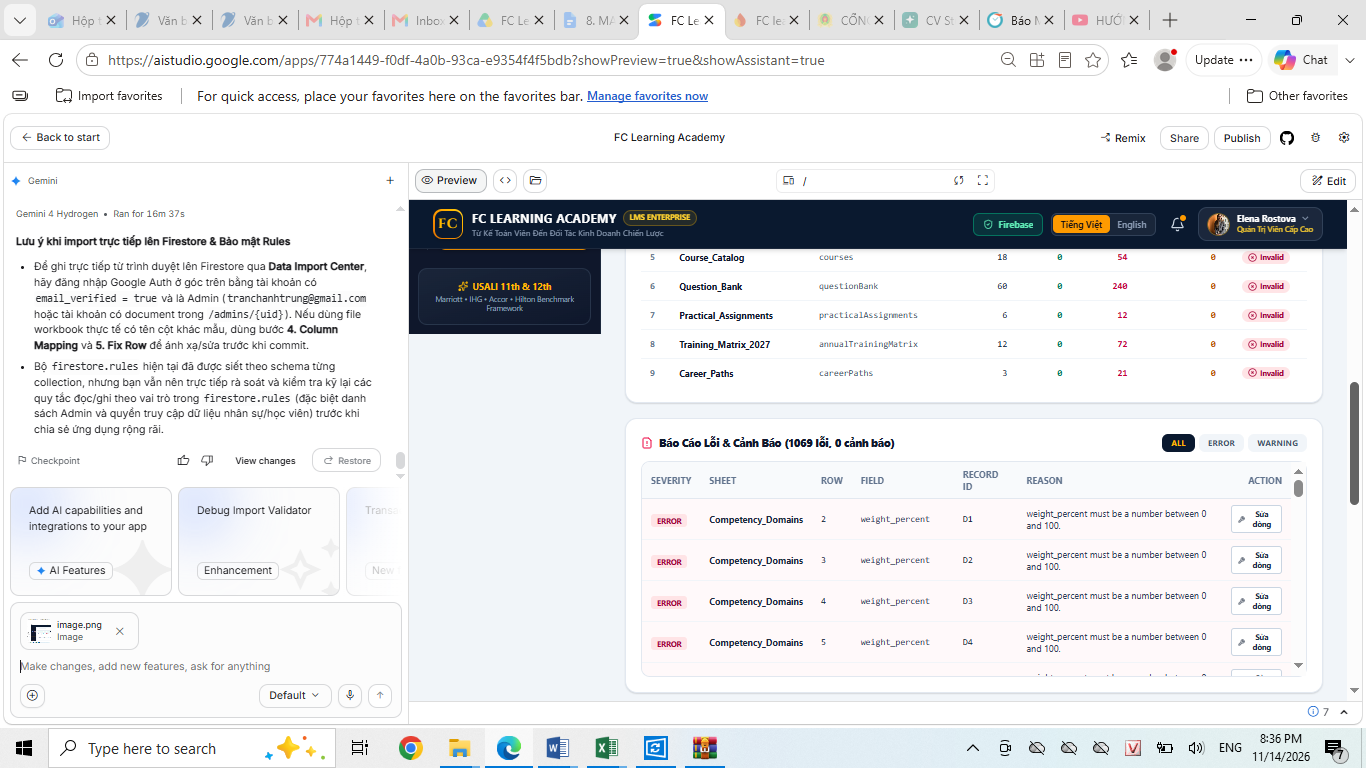 Hộp t
Văn b
Văn b
Hộp t
Inbox
FC Le
8. MA
FC Le
FC lea
CÔNG
CV St
Báo M
HƯỚ
https://aistudio.google.com/apps/774a1449-f0df-4a0b-93ca-e9354f4f5bdb?showPreview=true&showAssistant=true
Update
Chat
Import favorites
For quick access, place your favorites here on the favorites bar. Manage favorites now
Other favorites
Back to start
FC Learning Academy
Remix
Share
Publish
Gemini
Preview
/
Edit
Gemini 4 Hydrogen • Ran for 16m 37s
Lưu ý khi import trực tiếp lên Firestore & Bảo mật Rules
• Để ghi trực tiếp từ trình duyệt lên Firestore qua Data Import Center,
hãy đăng nhập Google Auth ở góc trên bằng tài khoản có
email_verified = true và là Admin (tranchanhtrung@gmail.com
hoặc tài khoản có document trong /admins/{uid}). Nếu dùng file
workbook thực tế có tên cột khác mẫu, dùng bước 4. Column
Mapping và 5. Fix Row để ánh xạ/sửa trước khi commit.
• Bộ firestore.rules hiện tại đã được siết theo schema từng
collection, nhưng bạn vẫn nên trực tiếp rà soát và kiểm tra kỹ lại các
quy tắc đọc/ghi theo vai trò trong firestore.rules (đặc biệt danh
sách Admin và quyền truy cập dữ liệu nhân sự/học viên) trước khi
chia sẻ ứng dụng rộng rãi.
Checkpoint
View changes
Restore
Add AI capabilities and
integrations to your app
AI Features
Debug Import Validator
Enhancement
Transa
New
image.png
Image
Make changes, add new features, ask for anything
Default
FC
FC LEARNING ACADEMY
LMS ENTERPRISE
Từ Kế Toán Viên Đến Đối Tác Kinh Doanh Chiến Lược
Firebase
Tiếng Việt
English
Elena Rostova
Quản Trị Viên Cấp Cao
USALI 11th & 12th
Marriott • IHG • Accor • Hilton Benchmark
Framework
5 Course_Catalog courses 18 0 54 0 Invalid
6 Question_Bank questionBank 60 0 240 0 Invalid
7 Practical_Assignments practicalAssignments 6 0 12 0 Invalid
8 Training_Matrix_2027 annualTrainingMatrix 12 0 72 0 Invalid
9 Career_Paths careerPaths 3 0 21 0 Invalid
Báo Cáo Lỗi & Cảnh Báo (1069 lỗi, 0 cảnh báo)
ALL
ERROR
WARNING
SEVERITY SHEET ROW FIELD RECORD ID REASON ACTION
ERROR Competency_Domains 2 weight_percent D1 weight_percent must be a number between 0
and 100.
Sửa
dòng
ERROR Competency_Domains 3 weight_percent D2 weight_percent must be a number between 0
and 100.
Sửa
dòng
ERROR Competency_Domains 4 weight_percent D3 weight_percent must be a number between 0
and 100.
Sửa
dòng
ERROR Competency_Domains 5 weight_percent D4 weight_percent must be a number between 0
and 100.
Sửa
dòng
7
Type here to search
ENG
8:36 PM
11/14/2026
7